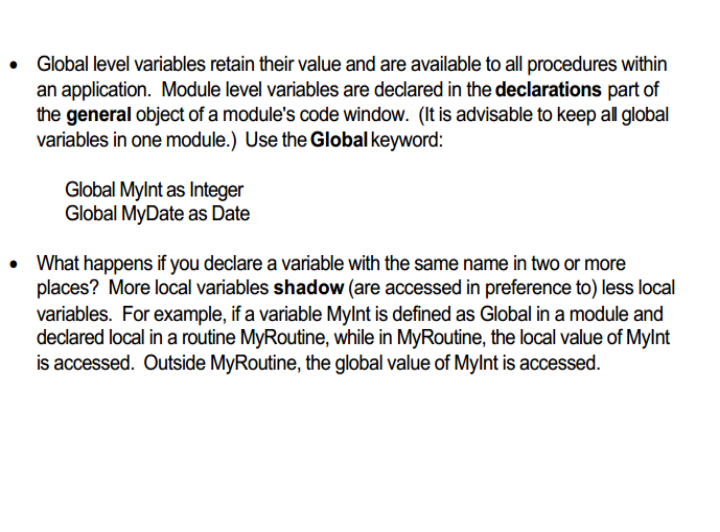 • Global level variables retain their value and are available to all procedures within
an application. Module level variables are declared in the declarations part of
the general object of a module's code window. (It is advisable to keep all global
variables in one module.) Use the Global keyword:
Global MyInt as Integer
Global MyDate as Date
• What happens if you declare a variable with the same name in two or more
places? More local variables shadow (are accessed in preference to) less local
variables. For example, if a variable MyInt is defined as Global in a module and
declared local in a routine MyRoutine, while in MyRoutine, the local value of MyInt
is accessed. Outside MyRoutine, the global value of MyInt is accessed.